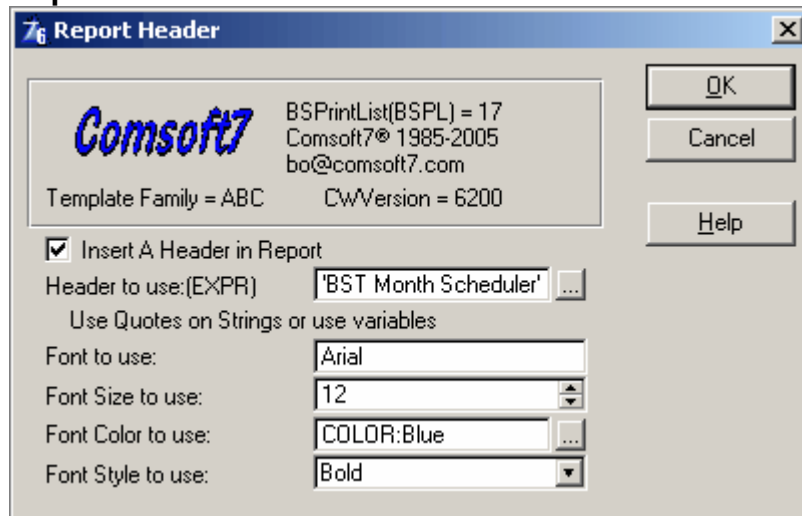 7₆ Report Header
OK
Comsoft7
BSPrintList(BSPL) = 17
Comsoft7® 1985-2005
bo@comsoft7.com
Template Family = ABC CWVersion = 6200
Cancel
Help
Insert A Header in Report
Header to use:(EXPR) 'BST Month Scheduler' ...
Use Quotes on Strings or use variables
Font to use: Arial
Font Size to use: 12
Font Color to use: COLOR:Blue ...
Font Style to use: Bold